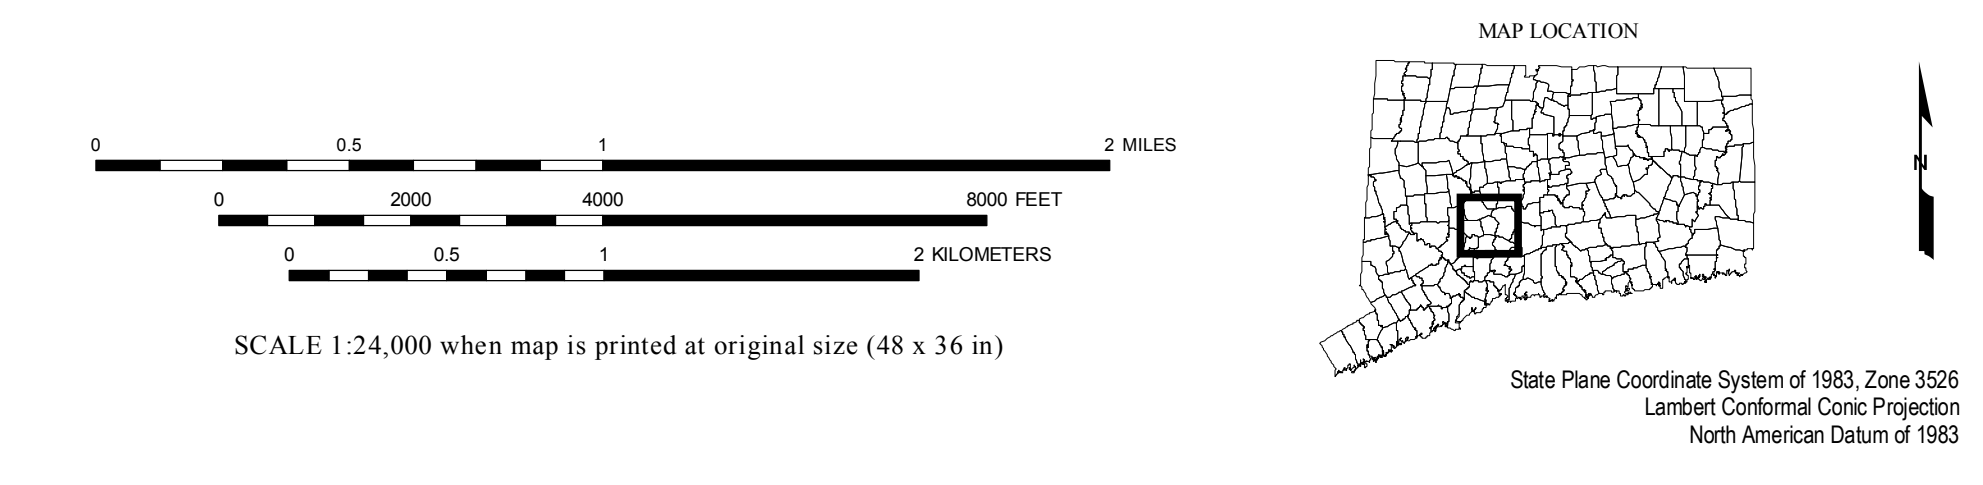 MAP LOCATION
0 0.5 1 2 MILES
0 2000 4000 8000 FEET
0 0.5 1 2 KILOMETERS
N
SCALE 1:24,000 when map is printed at original size (48 x 36 in)
State Plane Coordinate System of 1983, Zone 3526
Lambert Conformal Conic Projection
North American Datum of 1983